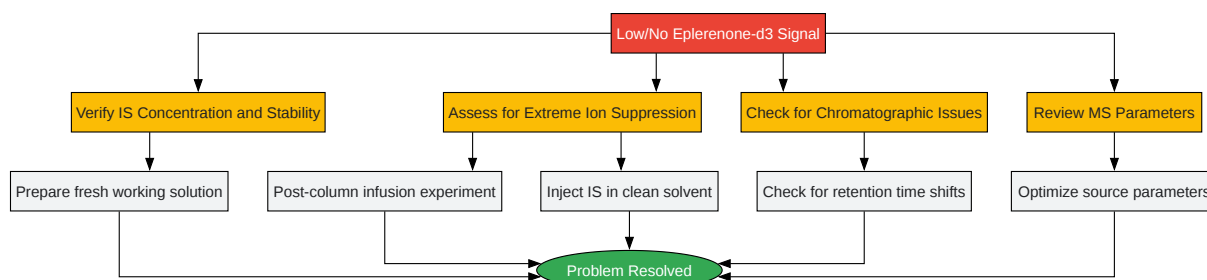 Low/No Eplerenone-d3 Signal
Verify IS Concentration and Stability
Assess for Extreme Ion Suppression
Check for Chromatographic Issues
Review MS Parameters
Prepare fresh working solution
Post-column infusion experiment
Inject IS in clean solvent
Check for retention time shifts
Optimize source parameters
Problem Resolved